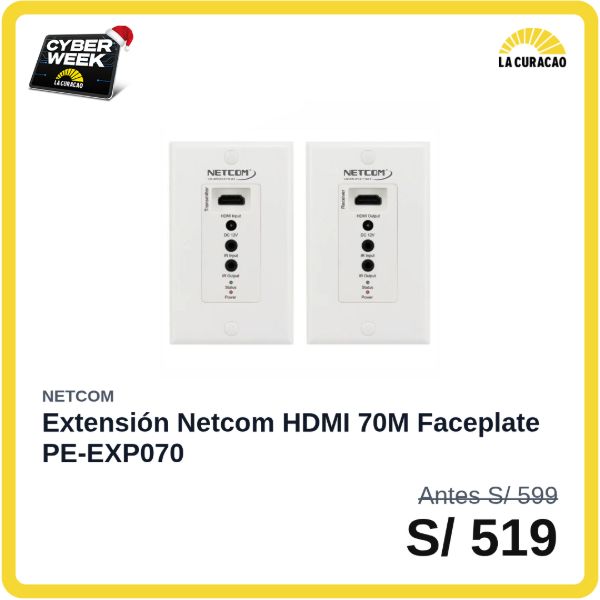 CYBER
WEEK
LA CURACAO
LA CURACAO
NETCOM
Transmitter
HDMI Input
DC 12V
IR Input
IR Output
Status
Power
NETCOM
Receiver
HDMI Output
DC 12V
IR Input
IR Output
Status
Power
NETCOM
Extensión Netcom HDMI 70M Faceplate
PE-EXP070
Antes S/ 599
S/ 519